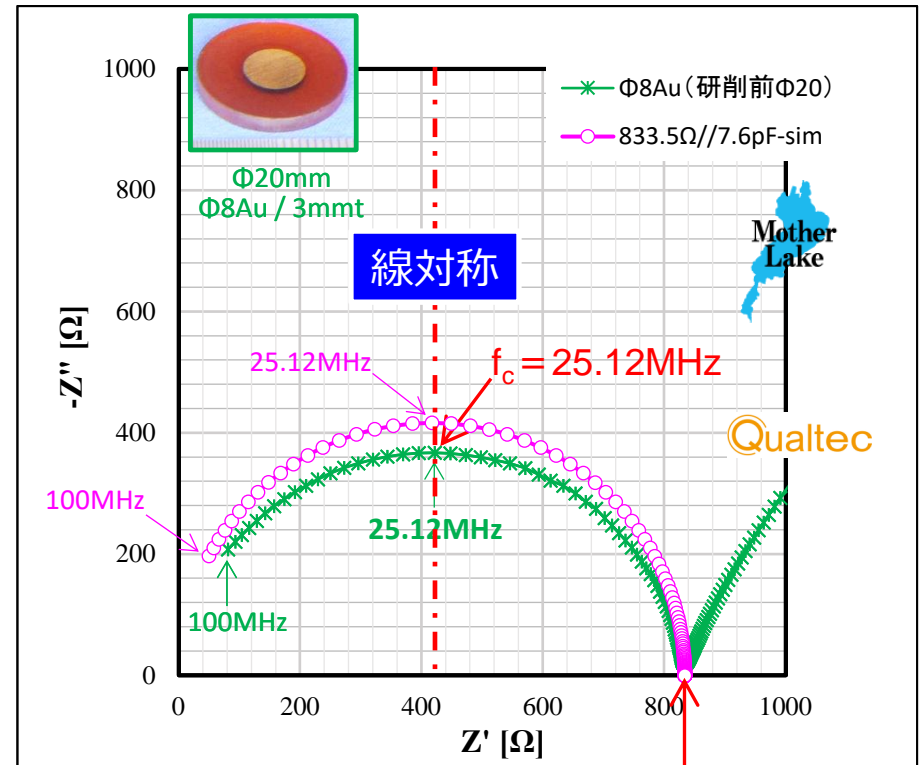 1000
800
600
400
200
0
-Z'' [Ω]
0
200
400
600
800
1000
Z' [Ω]
Φ20mm
Φ8Au / 3mmt
Φ8Au（研削前Φ20）
833.5Ω//7.6pF-sim
Mother
Lake
線対称
25.12MHz
fc＝25.12MHz
Qualtec
100MHz
25.12MHz
100MHz